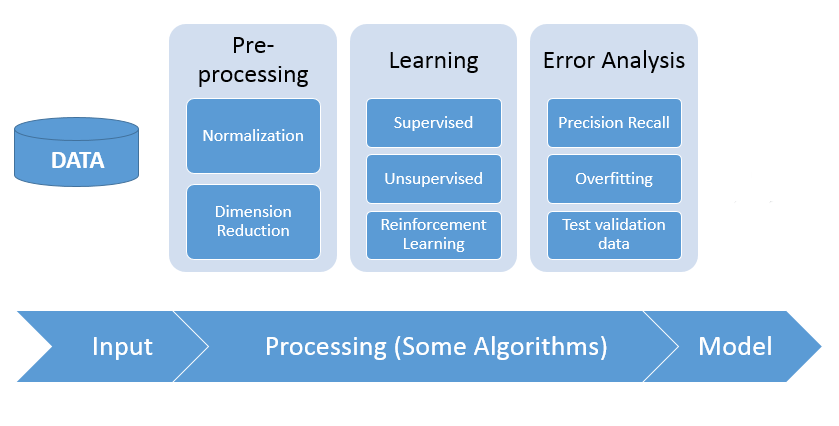 DATA
Pre-
processing
Normalization
Dimension
Reduction
Learning
Supervised
Unsupervised
Reinforcement
Learning
Error Analysis
Precision Recall
Overfitting
Test validation
data
Input
Processing (Some Algorithms)
Model